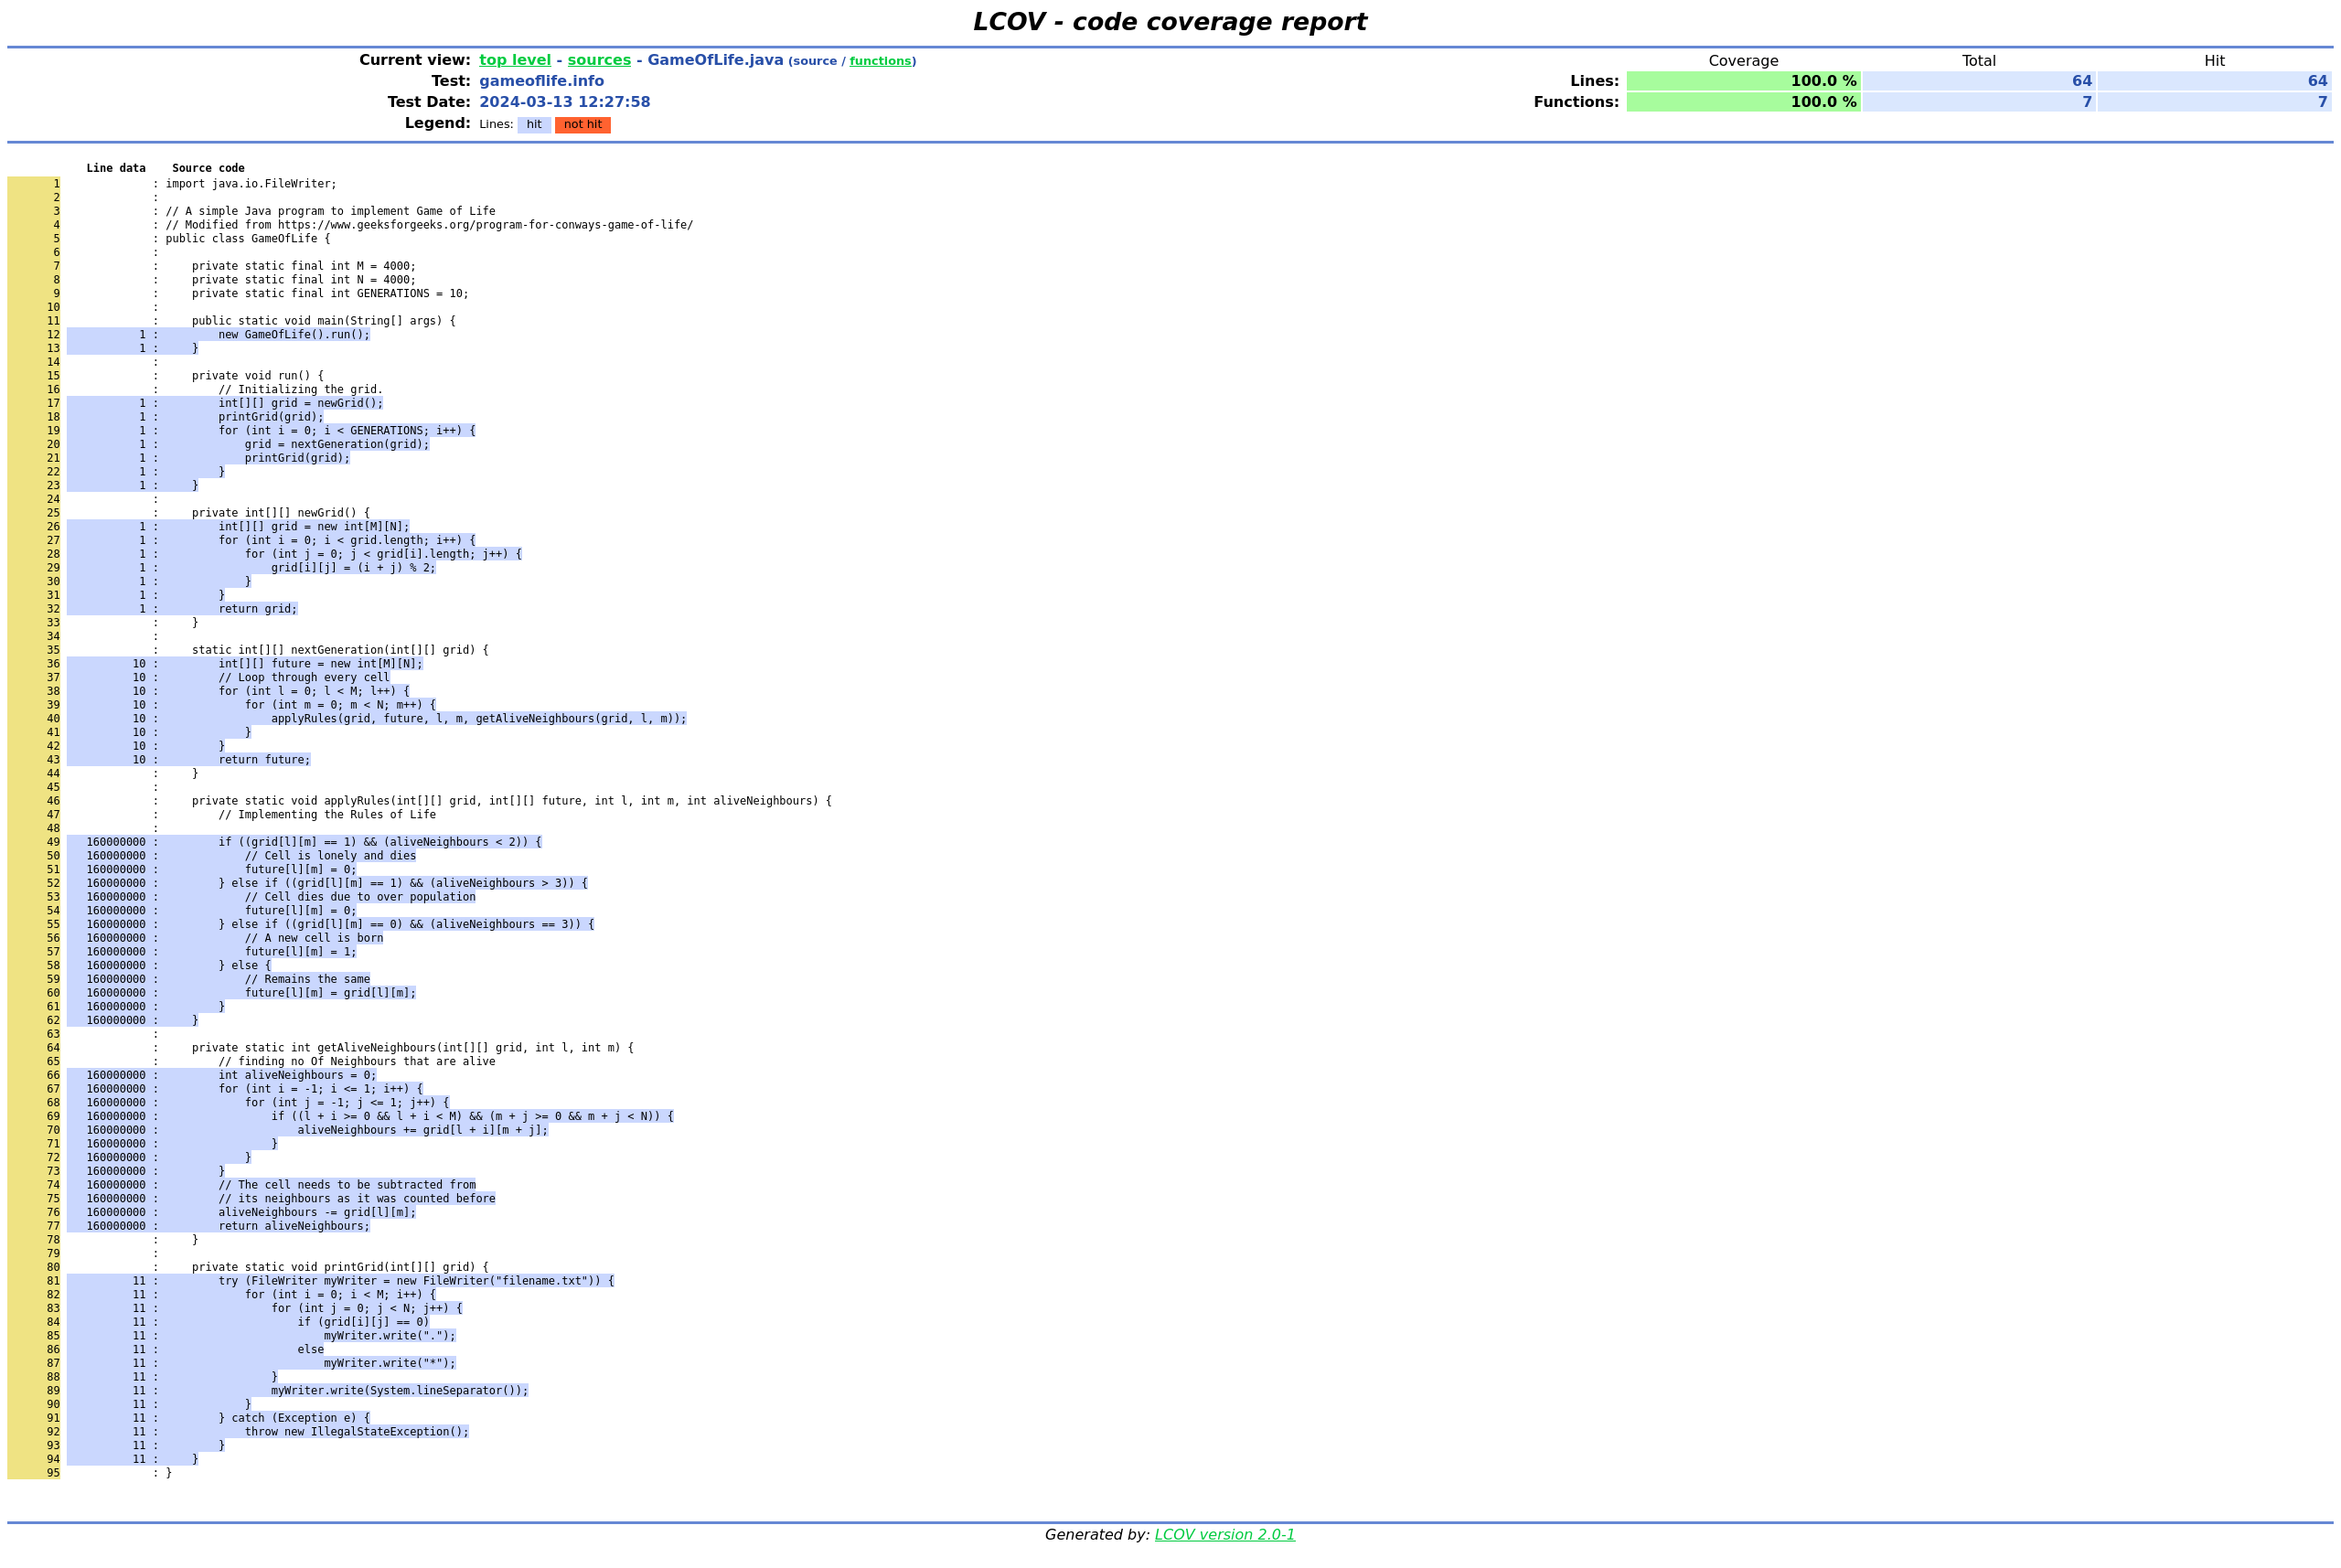 LCOV - code coverage report
Current view: top level - sources - GameOfLife.java (source / functions) Coverage Total Hit
Test: gameoflife.info Lines: 100.0 % 64 64
Test Date: 2024-03-13 12:27:58 Functions: 100.0 % 7 7
Legend: Lines: hit not hit
Line data Source code
1 : import java.io.FileWriter;
2 :
3 : // A simple Java program to implement Game of Life
4 : // Modified from https://www.geeksforgeeks.org/program-for-conways-game-of-life/
5 : public class GameOfLife {
6 :
7 :     private static final int M = 4000;
8 :     private static final int N = 4000;
9 :     private static final int GENERATIONS = 10;
10 :
11 :     public static void main(String[] args) {
12 1 :         new GameOfLife().run();
13 1 :     }
14 :
15 :     private void run() {
16 :         // Initializing the grid.
17 1 :         int[][] grid = newGrid();
18 1 :         printGrid(grid);
19 1 :         for (int i = 0; i < GENERATIONS; i++) {
20 1 :             grid = nextGeneration(grid);
21 1 :             printGrid(grid);
22 1 :         }
23 1 :     }
24 :
25 :     private int[][] newGrid() {
26 1 :         int[][] grid = new int[M][N];
27 1 :         for (int i = 0; i < grid.length; i++) {
28 1 :             for (int j = 0; j < grid[i].length; j++) {
29 1 :                 grid[i][j] = (i + j) % 2;
30 1 :             }
31 1 :         }
32 1 :         return grid;
33 :     }
34 :
35 :     static int[][] nextGeneration(int[][] grid) {
36 10 :         int[][] future = new int[M][N];
37 10 :         // Loop through every cell
38 10 :         for (int l = 0; l < M; l++) {
39 10 :             for (int m = 0; m < N; m++) {
40 10 :                 applyRules(grid, future, l, m, getAliveNeighbours(grid, l, m));
41 10 :             }
42 10 :         }
43 10 :         return future;
44 :     }
45 :
46 :     private static void applyRules(int[][] grid, int[][] future, int l, int m, int aliveNeighbours) {
47 :         // Implementing the Rules of Life
48 :
49 160000000 :         if ((grid[l][m] == 1) && (aliveNeighbours < 2)) {
50 160000000 :             // Cell is lonely and dies
51 160000000 :             future[l][m] = 0;
52 160000000 :         } else if ((grid[l][m] == 1) && (aliveNeighbours > 3)) {
53 160000000 :             // Cell dies due to over population
54 160000000 :             future[l][m] = 0;
55 160000000 :         } else if ((grid[l][m] == 0) && (aliveNeighbours == 3)) {
56 160000000 :             // A new cell is born
57 160000000 :             future[l][m] = 1;
58 160000000 :         } else {
59 160000000 :             // Remains the same
60 160000000 :             future[l][m] = grid[l][m];
61 160000000 :         }
62 160000000 :     }
63 :
64 :     private static int getAliveNeighbours(int[][] grid, int l, int m) {
65 :         // finding no Of Neighbours that are alive
66 160000000 :         int aliveNeighbours = 0;
67 160000000 :         for (int i = -1; i <= 1; i++) {
68 160000000 :             for (int j = -1; j <= 1; j++) {
69 160000000 :                 if ((l + i >= 0 && l + i < M) && (m + j >= 0 && m + j < N)) {
70 160000000 :                     aliveNeighbours += grid[l + i][m + j];
71 160000000 :                 }
72 160000000 :             }
73 160000000 :         }
74 160000000 :         // The cell needs to be subtracted from
75 160000000 :         // its neighbours as it was counted before
76 160000000 :         aliveNeighbours -= grid[l][m];
77 160000000 :         return aliveNeighbours;
78 :     }
79 :
80 :     private static void printGrid(int[][] grid) {
81 11 :         try (FileWriter myWriter = new FileWriter("filename.txt")) {
82 11 :             for (int i = 0; i < M; i++) {
83 11 :                 for (int j = 0; j < N; j++) {
84 11 :                     if (grid[i][j] == 0)
85 11 :                         myWriter.write(".");
86 11 :                     else
87 11 :                         myWriter.write("*");
88 11 :                 }
89 11 :                 myWriter.write(System.lineSeparator());
90 11 :             }
91 11 :         } catch (Exception e) {
92 11 :             throw new IllegalStateException();
93 11 :         }
94 11 :     }
95 : }
Generated by: LCOV version 2.0-1